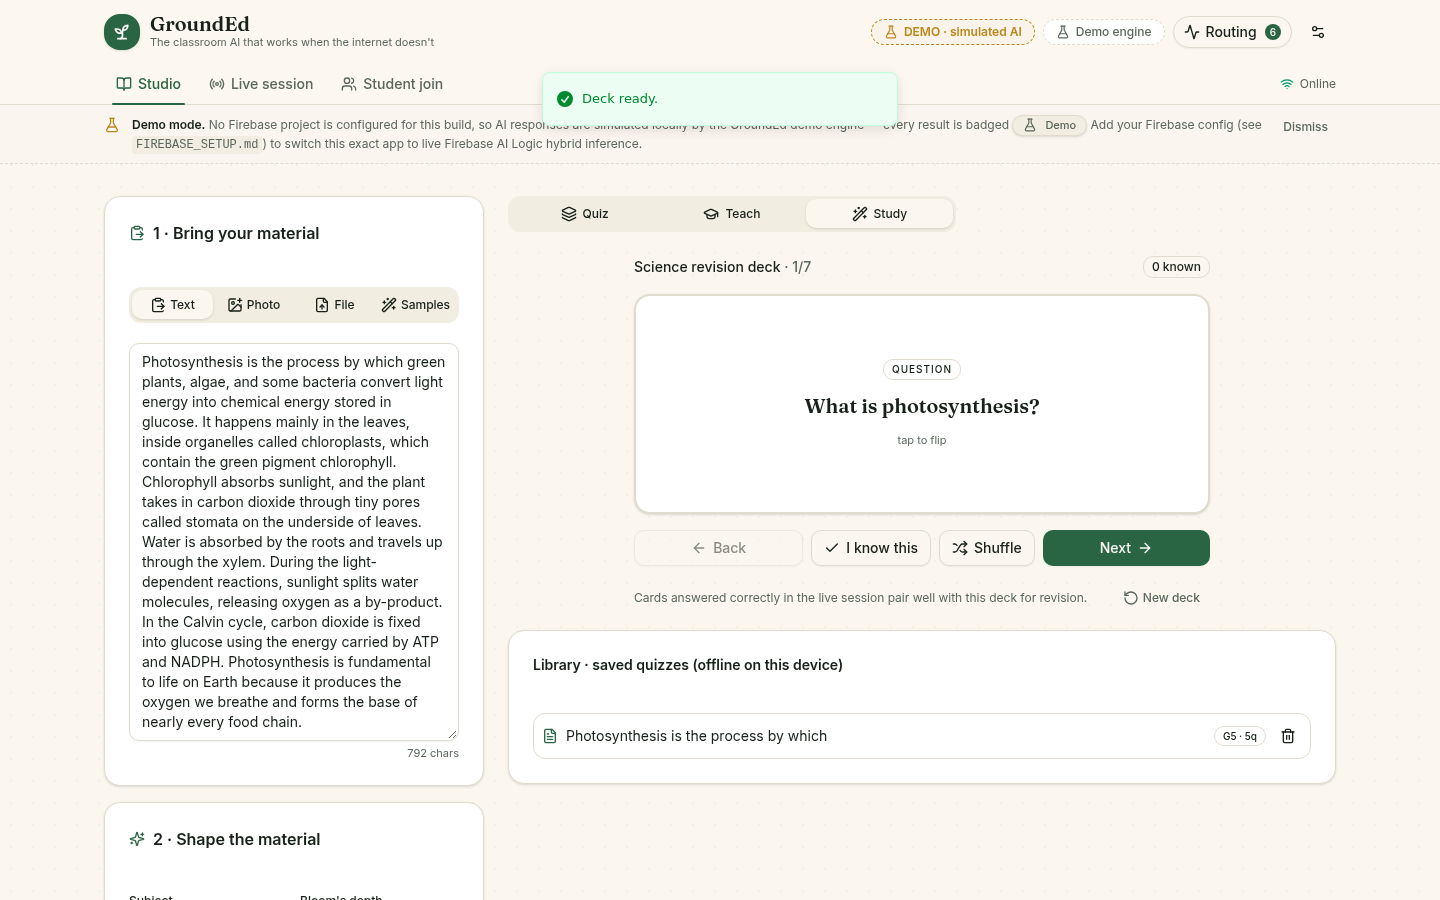 GroundEd
The classroom AI that works when the internet doesn't
DEMO · simulated AI
Demo engine
Routing 6
Studio
Live session
Student join
Online
Deck ready.
Demo mode. No Firebase project is configured for this build, so AI responses are simulated locally by the GroundEd demo engine every result is badged Demo Add your Firebase config (see
FIREBASE_SETUP.md) to switch this exact app to live Firebase AI Logic hybrid inference.
Dismiss
1 · Bring your material
Text
Photo
File
Samples
Photosynthesis is the process by which green
plants, algae, and some bacteria convert light
energy into chemical energy stored in
glucose. It happens mainly in the leaves,
inside organelles called chloroplasts, which
contain the green pigment chlorophyll.
Chlorophyll absorbs sunlight, and the plant
takes in carbon dioxide through tiny pores
called stomata on the underside of leaves.
Water is absorbed by the roots and travels up
through the xylem. During the light-
dependent reactions, sunlight splits water
molecules, releasing oxygen as a by-product.
In the Calvin cycle, carbon dioxide is fixed
into glucose using the energy carried by ATP
and NADPH. Photosynthesis is fundamental
to life on Earth because it produces the
oxygen we breathe and forms the base of
nearly every food chain.
792 chars
2 · Shape the material
Subject
Bloom's depth
Quiz
Teach
Study
Science revision deck · 1/7
0 known
QUESTION
What is photosynthesis?
tap to flip
Back
I know this
Shuffle
Next
Cards answered correctly in the live session pair well with this deck for revision.
New deck
Library · saved quizzes (offline on this device)
Photosynthesis is the process by which
G5 · 5q